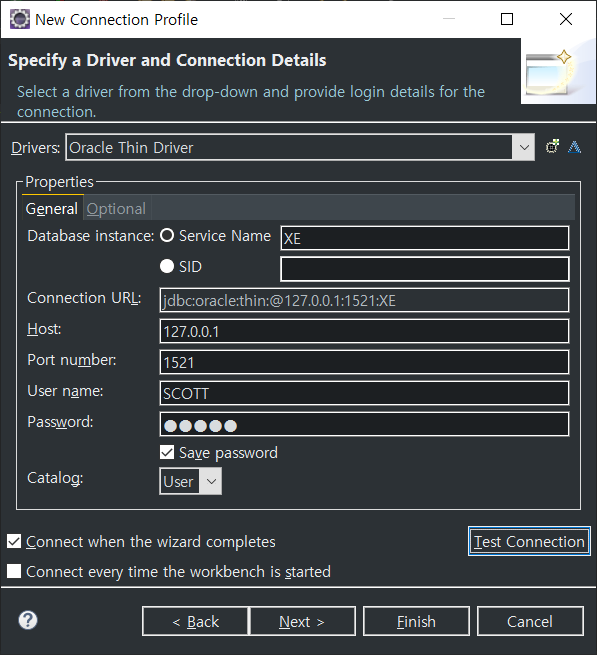 New Connection Profile
Specify a Driver and Connection Details
Select a driver from the drop-down and provide login details for the
connection.
Drivers: Oracle Thin Driver
Properties
General Optional
Database instance: Service Name XE
SID
Connection URL: jdbc:oracle:thin:@127.0.0.1:1521:XE
Host: 127.0.0.1
Port number: 1521
User name: SCOTT
Password: ●●●●●
Save password
Catalog: User
Connect when the wizard completes Test Connection
Connect every time the workbench is started
? < Back Next > Finish Cancel